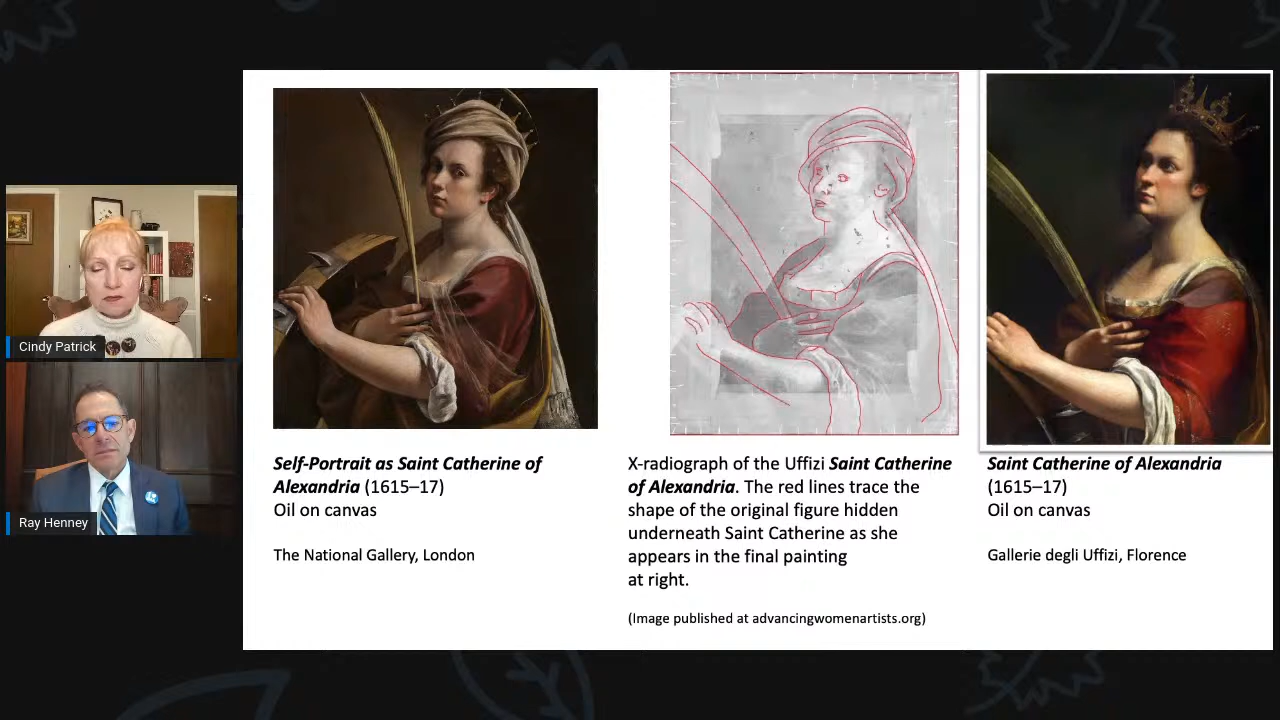 Cindy Patrick
Ray Henney
Self-Portrait as Saint Catherine of
Alexandria (1615–17)
Oil on canvas
The National Gallery, London
X-radiograph of the Uffizi Saint Catherine
of Alexandria. The red lines trace the
shape of the original figure hidden
underneath Saint Catherine as she
appears in the final painting
at right.
(Image published at advancingwomenartists.org)
Saint Catherine of Alexandria
(1615–17)
Oil on canvas
Gallerie degli Uffizi, Florence